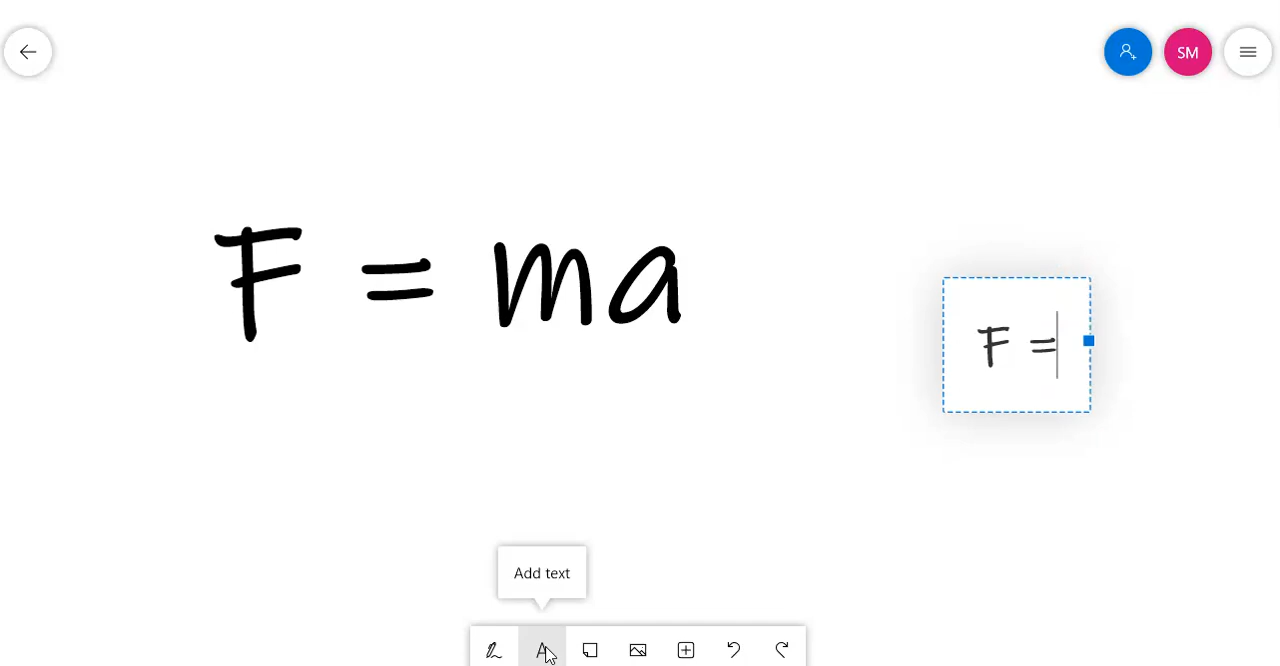 SM
F = ma
F =
Add text